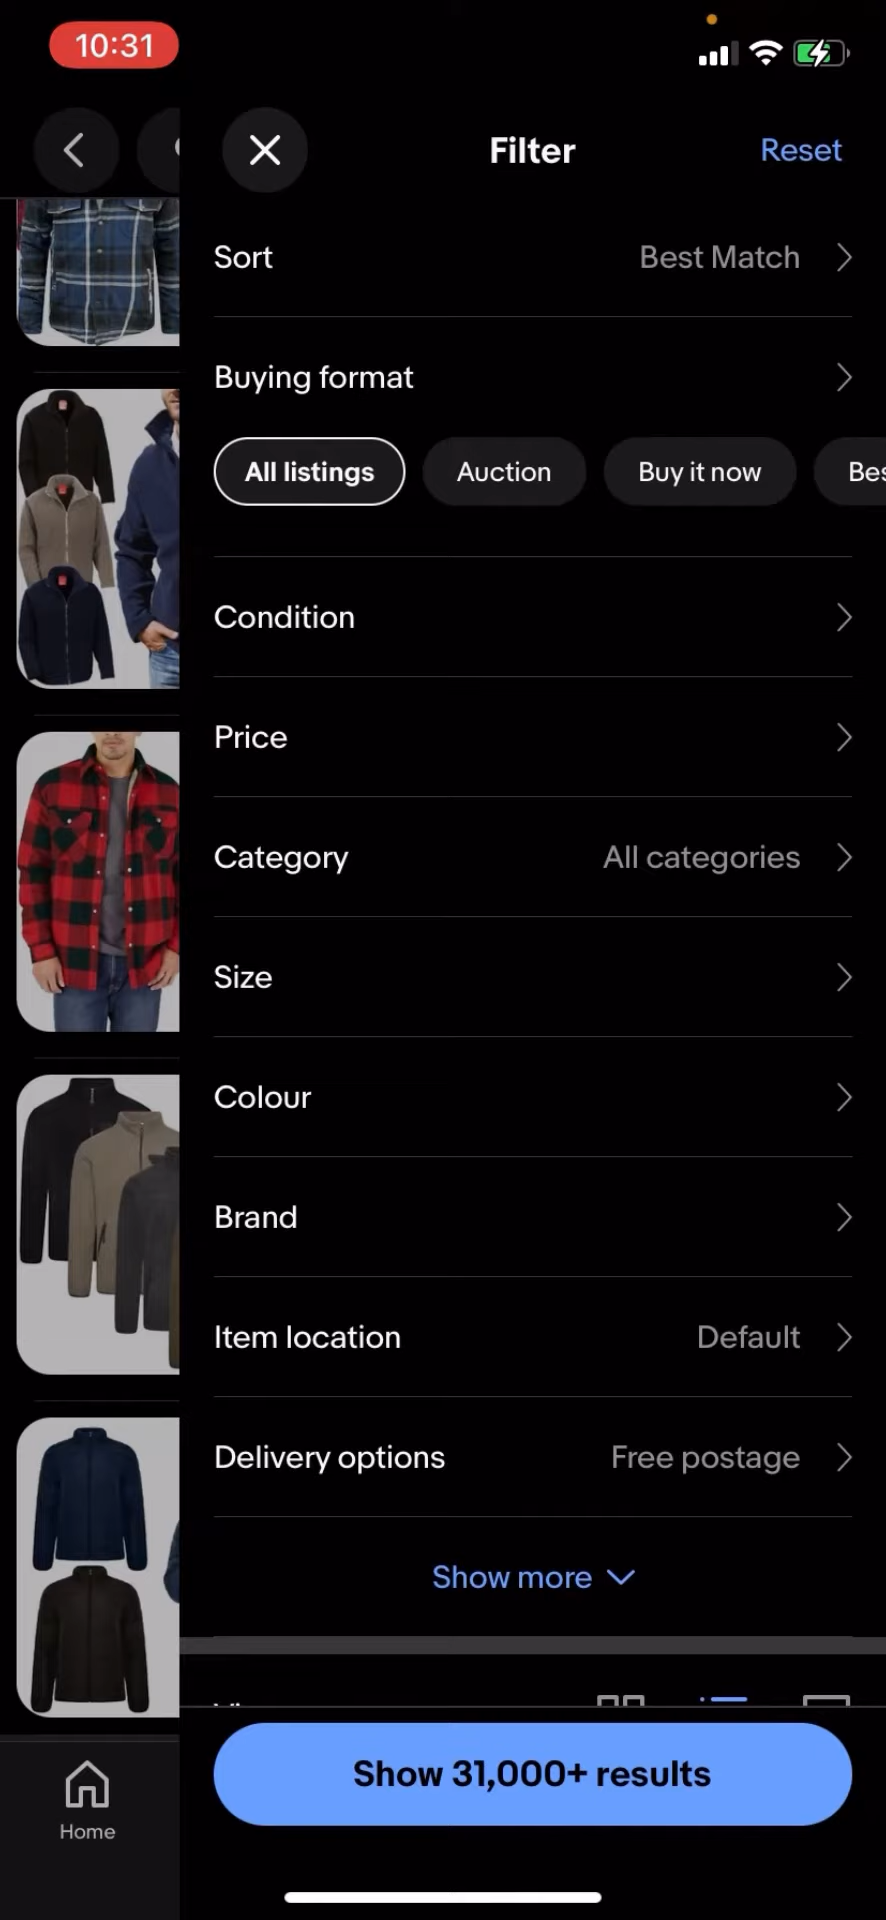 10:31
Filter
Reset
Sort
Best Match
Buying format
All listings
Auction
Buy it now
Condition
Price
Category
All categories
Size
Colour
Brand
Item location
Default
Delivery options
Free postage
Show more
Show 31,000+ results
Home